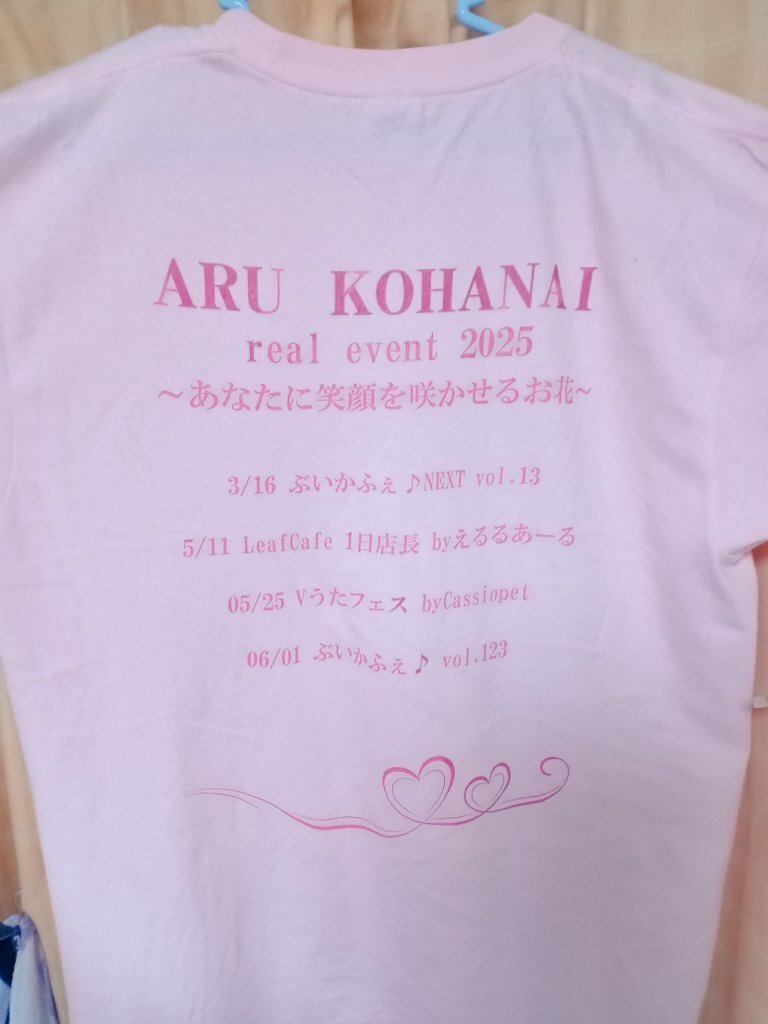 ARU KOHANAI
real event 2025
～あなたに笑顔を咲かせるお花~
3/16 ぶいかふぇ♪NEXT vol.13
5/11 LeafCafe 1日店長 byえるるあーる
05/25 Vうたフェス byCassiopet
06/01 ぶいかふぇ♪ vol.123